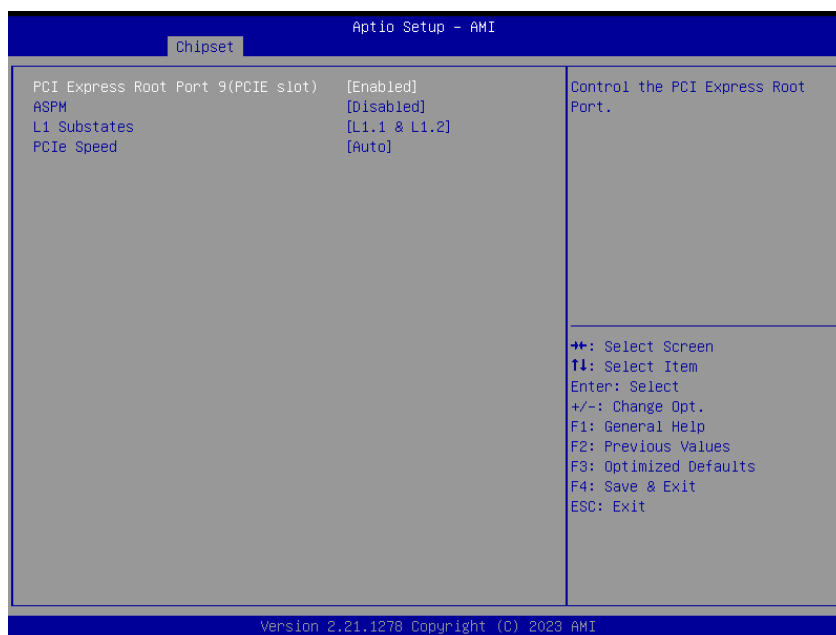 Aptio Setup – AMI
Chipset
PCI Express Root Port 9(PCIE slot) [Enabled]
ASPM [Disabled]
L1 Substates [L1.1 & L1.2]
PCIe Speed [Auto]
Control the PCI Express Root
Port.
→←: Select Screen
↑↓: Select Item
Enter: Select
+/-: Change Opt.
F1: General Help
F2: Previous Values
F3: Optimized Defaults
F4: Save & Exit
ESC: Exit
Version 2.21.1278 Copyright (C) 2023 AMI